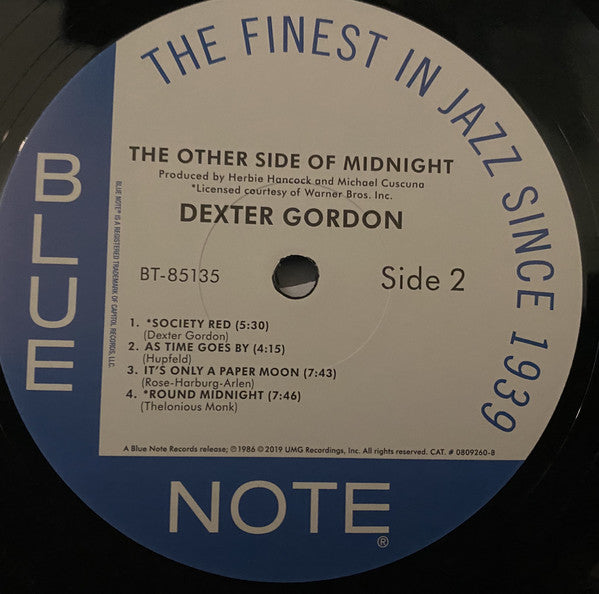 THE FINEST IN JAZZ SINCE 1939
BLUE
NOTE®
BLUE NOTE® IS A REGISTERED TRADEMARK OF CAPITOL RECORDS, LLC.
THE OTHER SIDE OF MIDNIGHT
Produced by Herbie Hancock and Michael Cuscuna
*Licensed courtesy of Warner Bros. Inc.
DEXTER GORDON
BT-85135
Side 2
1. *SOCIETY RED (5:30)
(Dexter Gordon)
2. AS TIME GOES BY (4:15)
(Hupfeld)
3. IT'S ONLY A PAPER MOON (7:43)
(Rose-Harburg-Arlen)
4. *ROUND MIDNIGHT (7:46)
(Thelonious Monk)
A Blue Note Records release; ℗1986 ©2019 UMG Recordings, Inc. All rights reserved. CAT. # 0809260-B